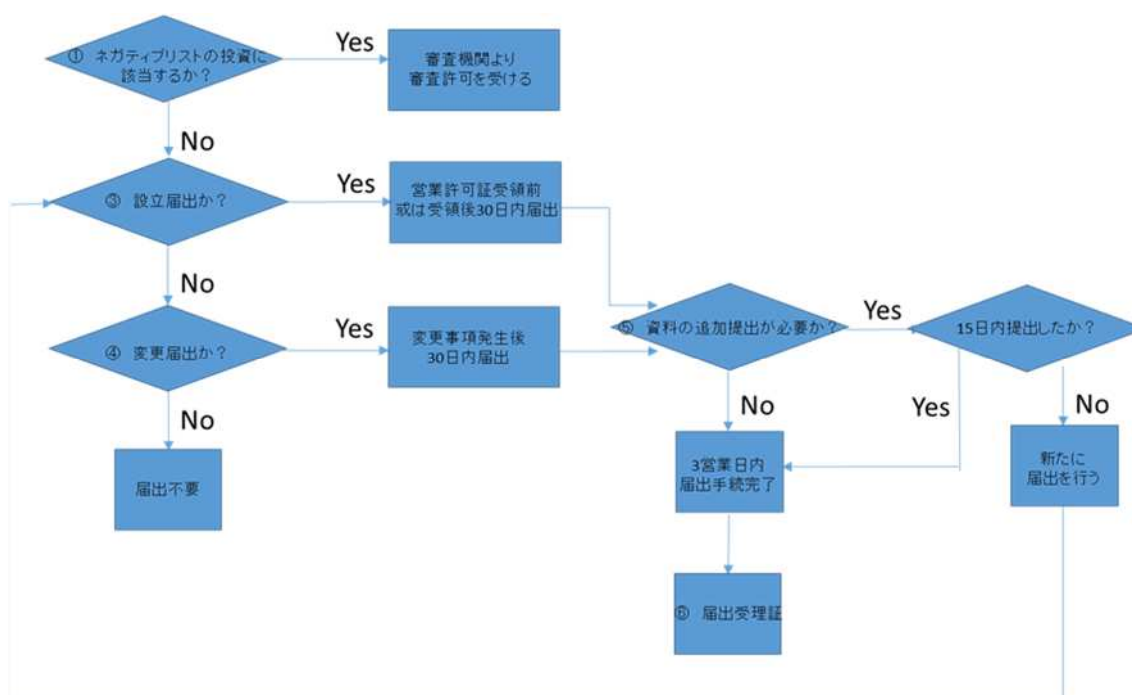 ① ネガティブリストの投資に
該当するか？
Yes
審査機関より
審査許可を受ける
No
③ 設立届出か？
Yes
営業許可証受領前
或は受領後30日内届出
No
④ 変更届出か？
Yes
変更事項発生後
30日内届出
⑤ 資料の追加提出が必要か？
Yes
15日内提出したか？
No
届出不要
No
3営業日内
届出手続完了
Yes
No
新たに
届出を行う
⑥ 届出受理証